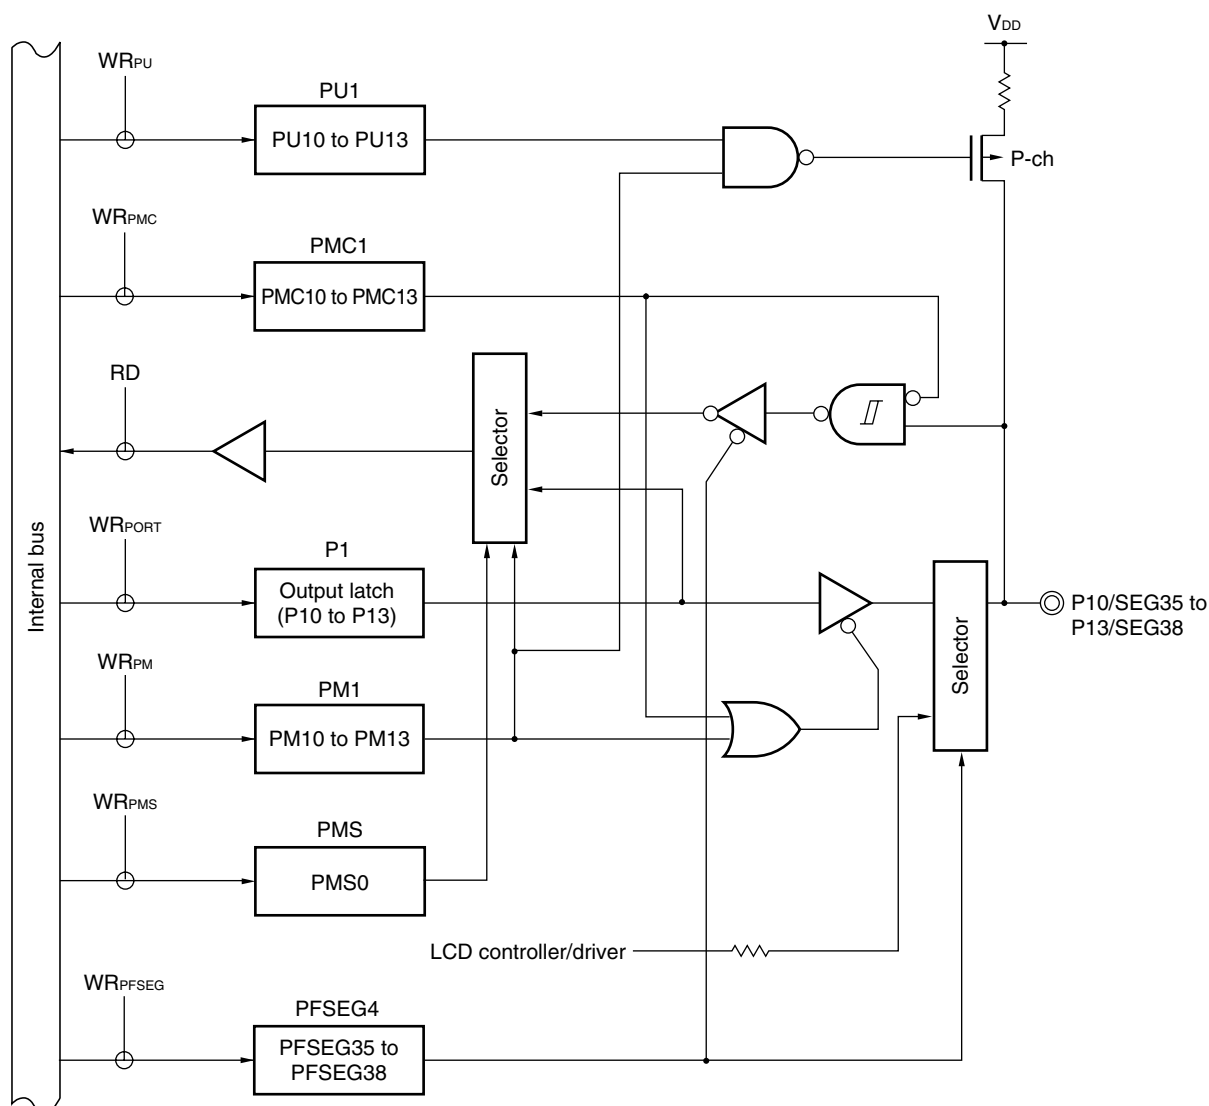 VDD
WRPU
PU1
PU10 to PU13
P-ch
WRPMC
PMC1
PMC10 to PMC13
RD
Selector
WRPORT
P1
Output latch
(P10 to P13)
Internal bus
Selector
P10/SEG35 to
P13/SEG38
WRPM
PM1
PM10 to PM13
WRPMS
PMS
PMS0
LCD controller/driver
WRPFSEG
PFSEG4
PFSEG35 to
PFSEG38